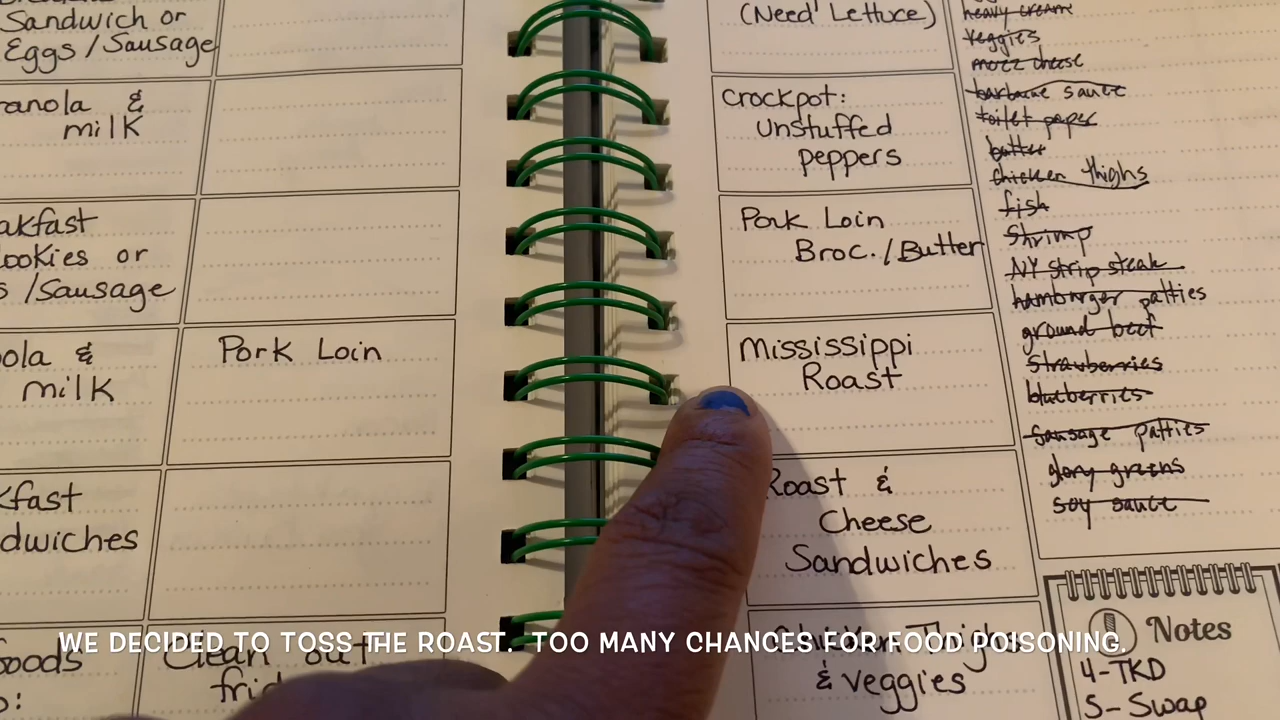 Sandwich or
Eggs/Sausage
ranola &
milk
akfast
ookies or
s/Sausage
ola &
milk
kfast
dwiches
oods
o:
Pork Loin
Clean out
frid
(Need Lettuce)
Crockpot:
Unstuffed
peppers
Pork Loin
Broc./Butter
Mississippi
Roast
Roast &
Cheese
Sandwiches
Chicken Thighs
& veggies
heavy cream
veggies
mozz cheese
barbecue sauce
toilet paper
butter
chicken thighs
fish
Shrimp
NY strip steak
hamburger patties
ground beef
Strawberries
blueberries
sausage patties
glory greens
soy sauce
Notes
4-TKD
5-Swap
WE DECIDED TO TOSS THE ROAST. TOO MANY CHANCES FOR FOOD POISONING.